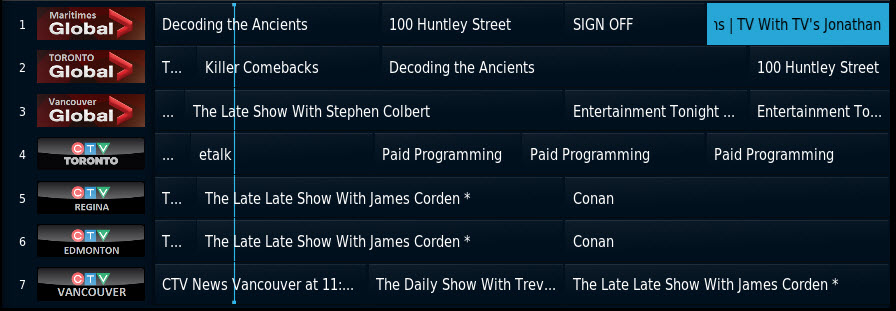 1 Maritimes Global Decoding the Ancients 100 Huntley Street SIGN OFF ns | TV With TV's Jonathan
2 TORONTO Global T... Killer Comebacks Decoding the Ancients 100 Huntley Street
3 Vancouver Global ... The Late Show With Stephen Colbert Entertainment Tonight ... Entertainment To...
4 CTV TORONTO ... etalk Paid Programming Paid Programming Paid Programming
5 CTV REGINA T... The Late Late Show With James Corden * Conan
6 CTV EDMONTON T... The Late Late Show With James Corden * Conan
7 CTV VANCOUVER CTV News Vancouver at 11:... The Daily Show With Trev... The Late Late Show With James Corden *